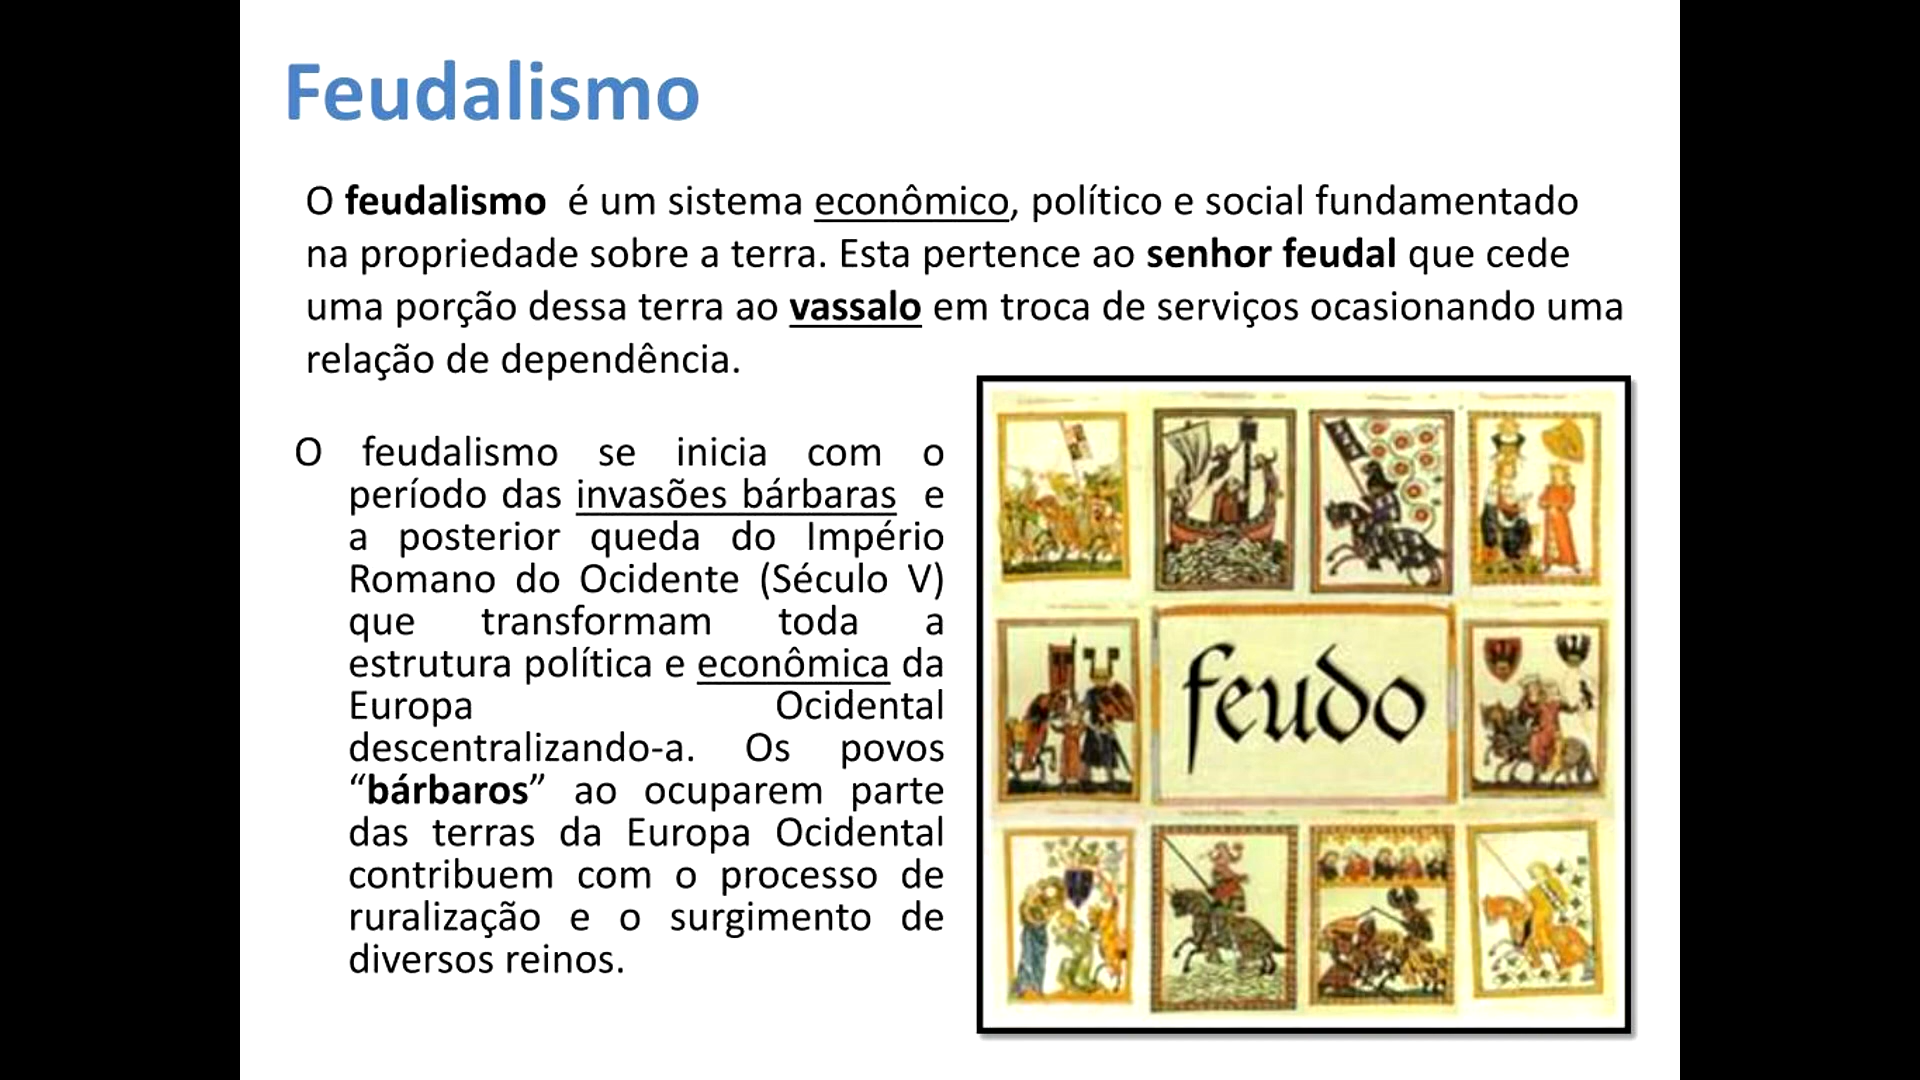 Feudalismo
O feudalismo é um sistema econômico, político e social fundamentado
na propriedade sobre a terra. Esta pertence ao senhor feudal que cede
uma porção dessa terra ao vassalo em troca de serviços ocasionando uma
relação de dependência.
O feudalismo se inicia com o
período das invasões bárbaras e
a posterior queda do Império
Romano do Ocidente (Século V)
que transformam toda a
estrutura política e econômica da
Europa Ocidental
descentralizando-a. Os povos
“bárbaros” ao ocuparem parte
das terras da Europa Ocidental
contribuem com o processo de
ruralização e o surgimento de
diversos reinos.
feudo